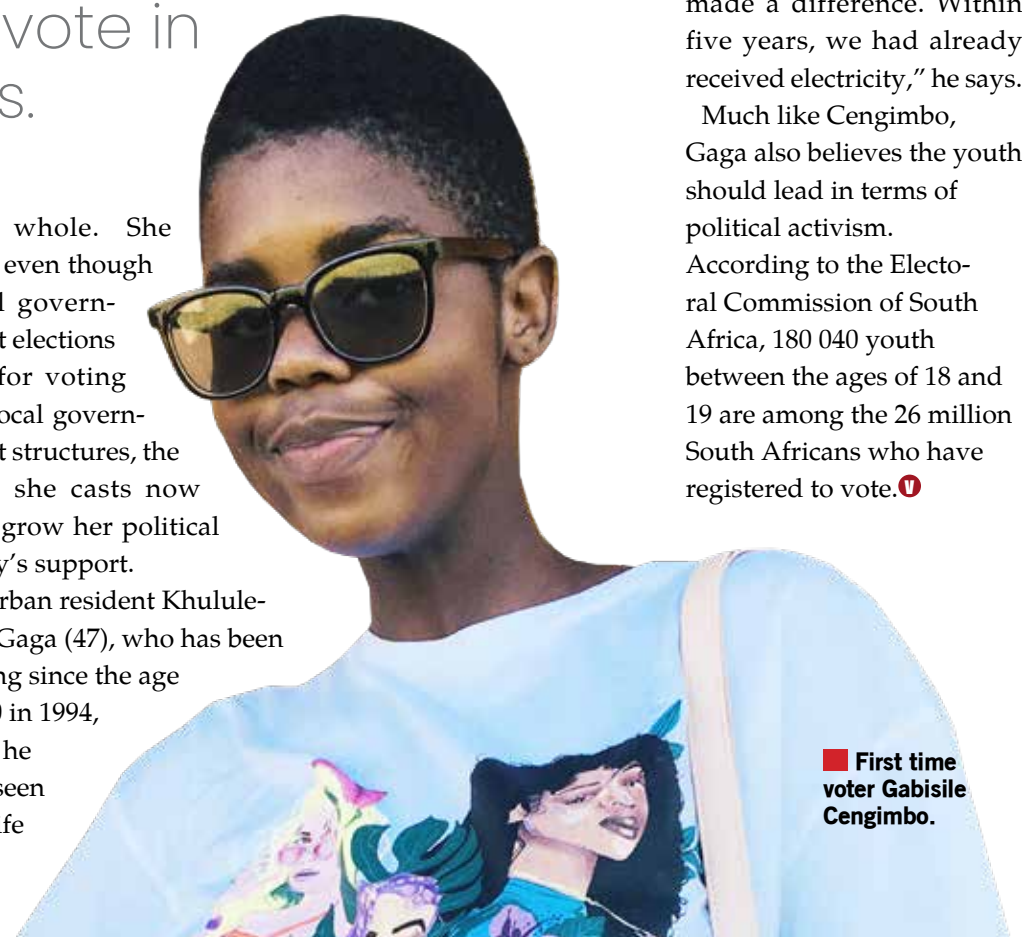 vote in
s.
whole. She
even though
govern-
elections
for voting
ocal govern-
structures, the
she casts now
grow her political
y's support.
rban resident Khulule-
Gaga (47), who has been
ng since the age
in 1994,
he
seen
ife
made a difference. Within
five years, we had already
received electricity,” he says.
Much like Cengimbo,
Gaga also believes the youth
should lead in terms of
political activism.
According to the Electo-
ral Commission of South
Africa, 180 040 youth
between the ages of 18 and
19 are among the 26 million
South Africans who have
registered to vote.
First time
voter Gabisile
Cengimbo.